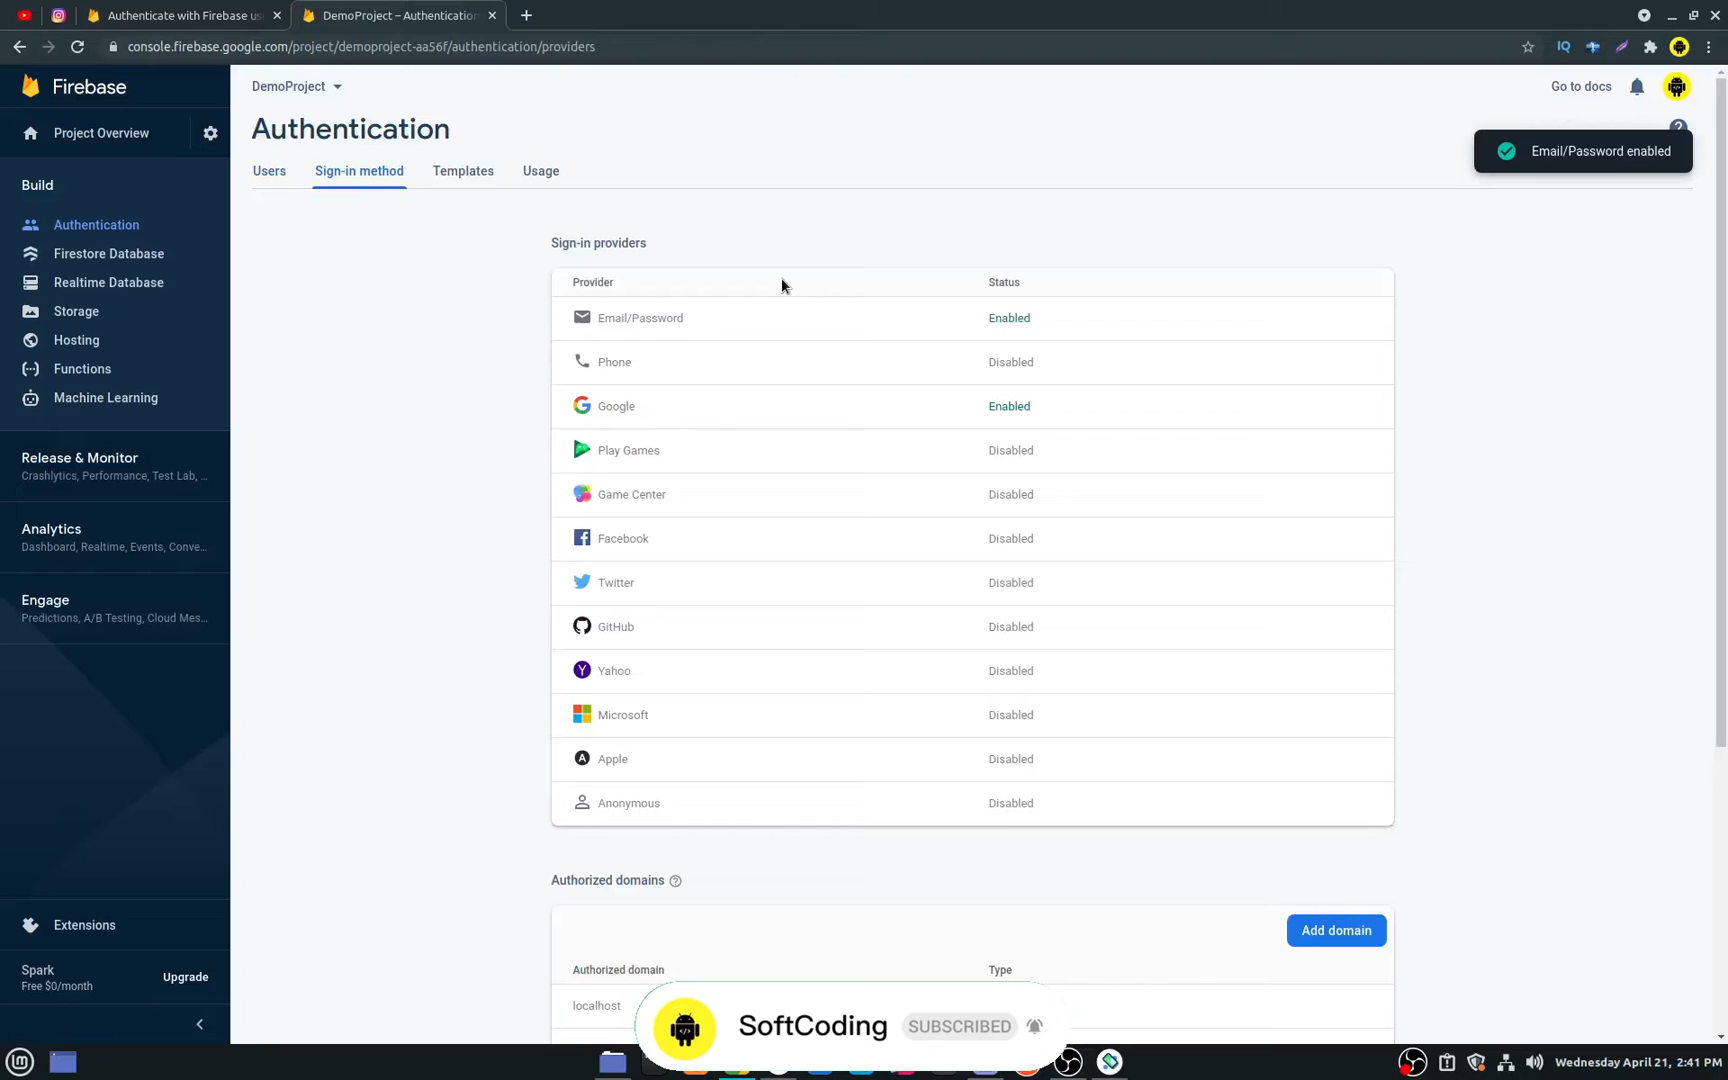 Authenticate with Firebase us
DemoProject – Authentication
console.firebase.google.com/project/demoproject-aa56f/authentication/providers
IQ
Firebase
DemoProject
Go to docs
Project Overview
Authentication
Email/Password enabled
Users
Sign-in method
Templates
Usage
Build
Authentication
Firestore Database
Realtime Database
Storage
Hosting
Functions
Machine Learning
Release & Monitor
Crashlytics, Performance, Test Lab, …
Analytics
Dashboard, Realtime, Events, Conve…
Engage
Predictions, A/B Testing, Cloud Mes…
Extensions
Spark
Free $0/month
Upgrade
Sign-in providers
Provider Status
Email/Password Enabled
Phone Disabled
Google Enabled
Play Games Disabled
Game Center Disabled
Facebook Disabled
Twitter Disabled
GitHub Disabled
Yahoo Disabled
Microsoft Disabled
Apple Disabled
Anonymous Disabled
Authorized domains
Add domain
Authorized domain Type
localhost
SoftCoding SUBSCRIBED
Wednesday April 21, 2:41 PM